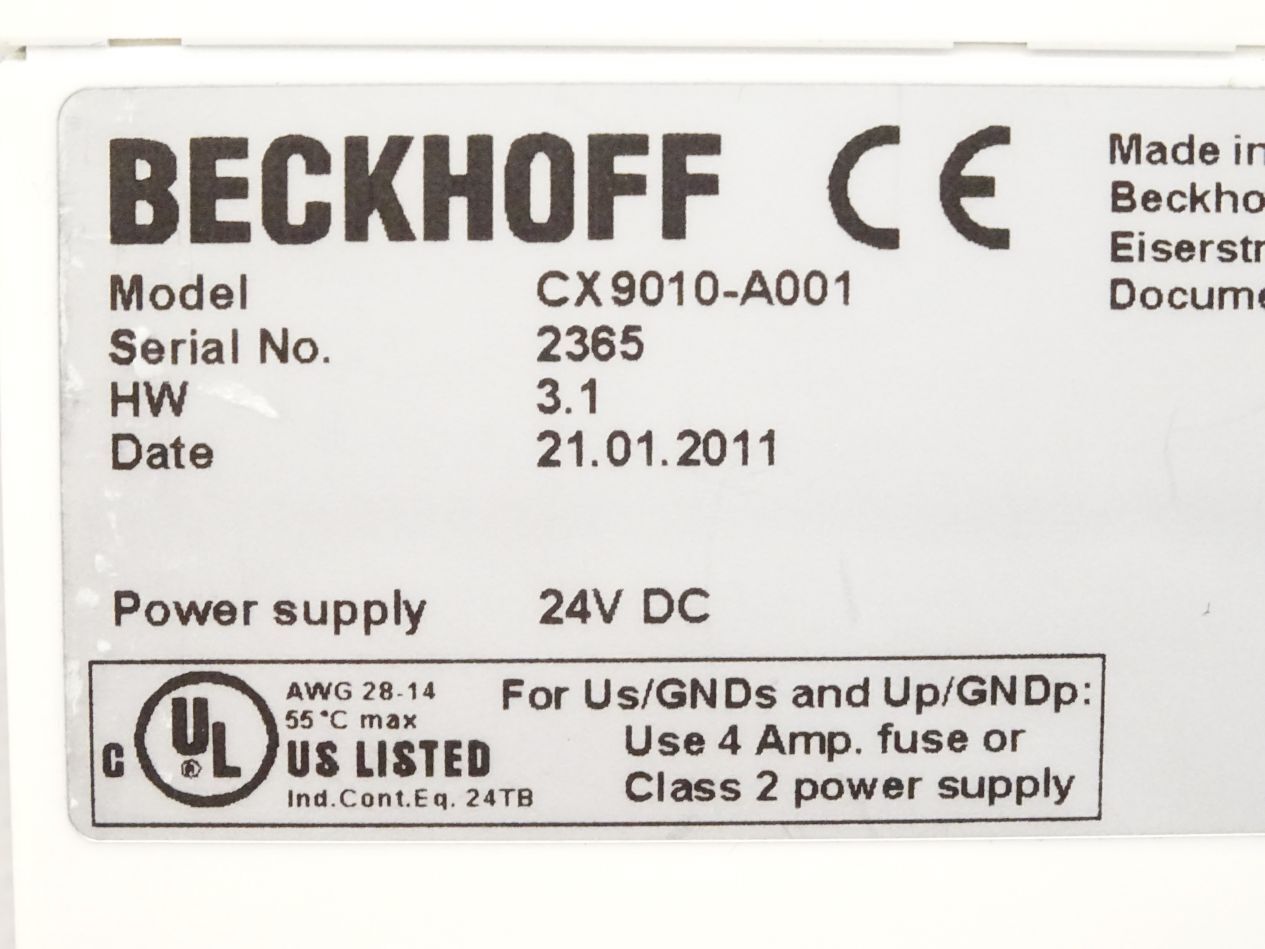 BECKHOFF CE
Made in
Beckho
Eiserstr
Docume
Model CX9010-A001
Serial No. 2365
HW 3.1
Date 21.01.2011
Power supply 24V DC
C UL ® US LISTED
AWG 28-14
55°C max
Ind.Cont.Eq. 24TB
For Us/GNDs and Up/GNDp:
Use 4 Amp. fuse or
Class 2 power supply